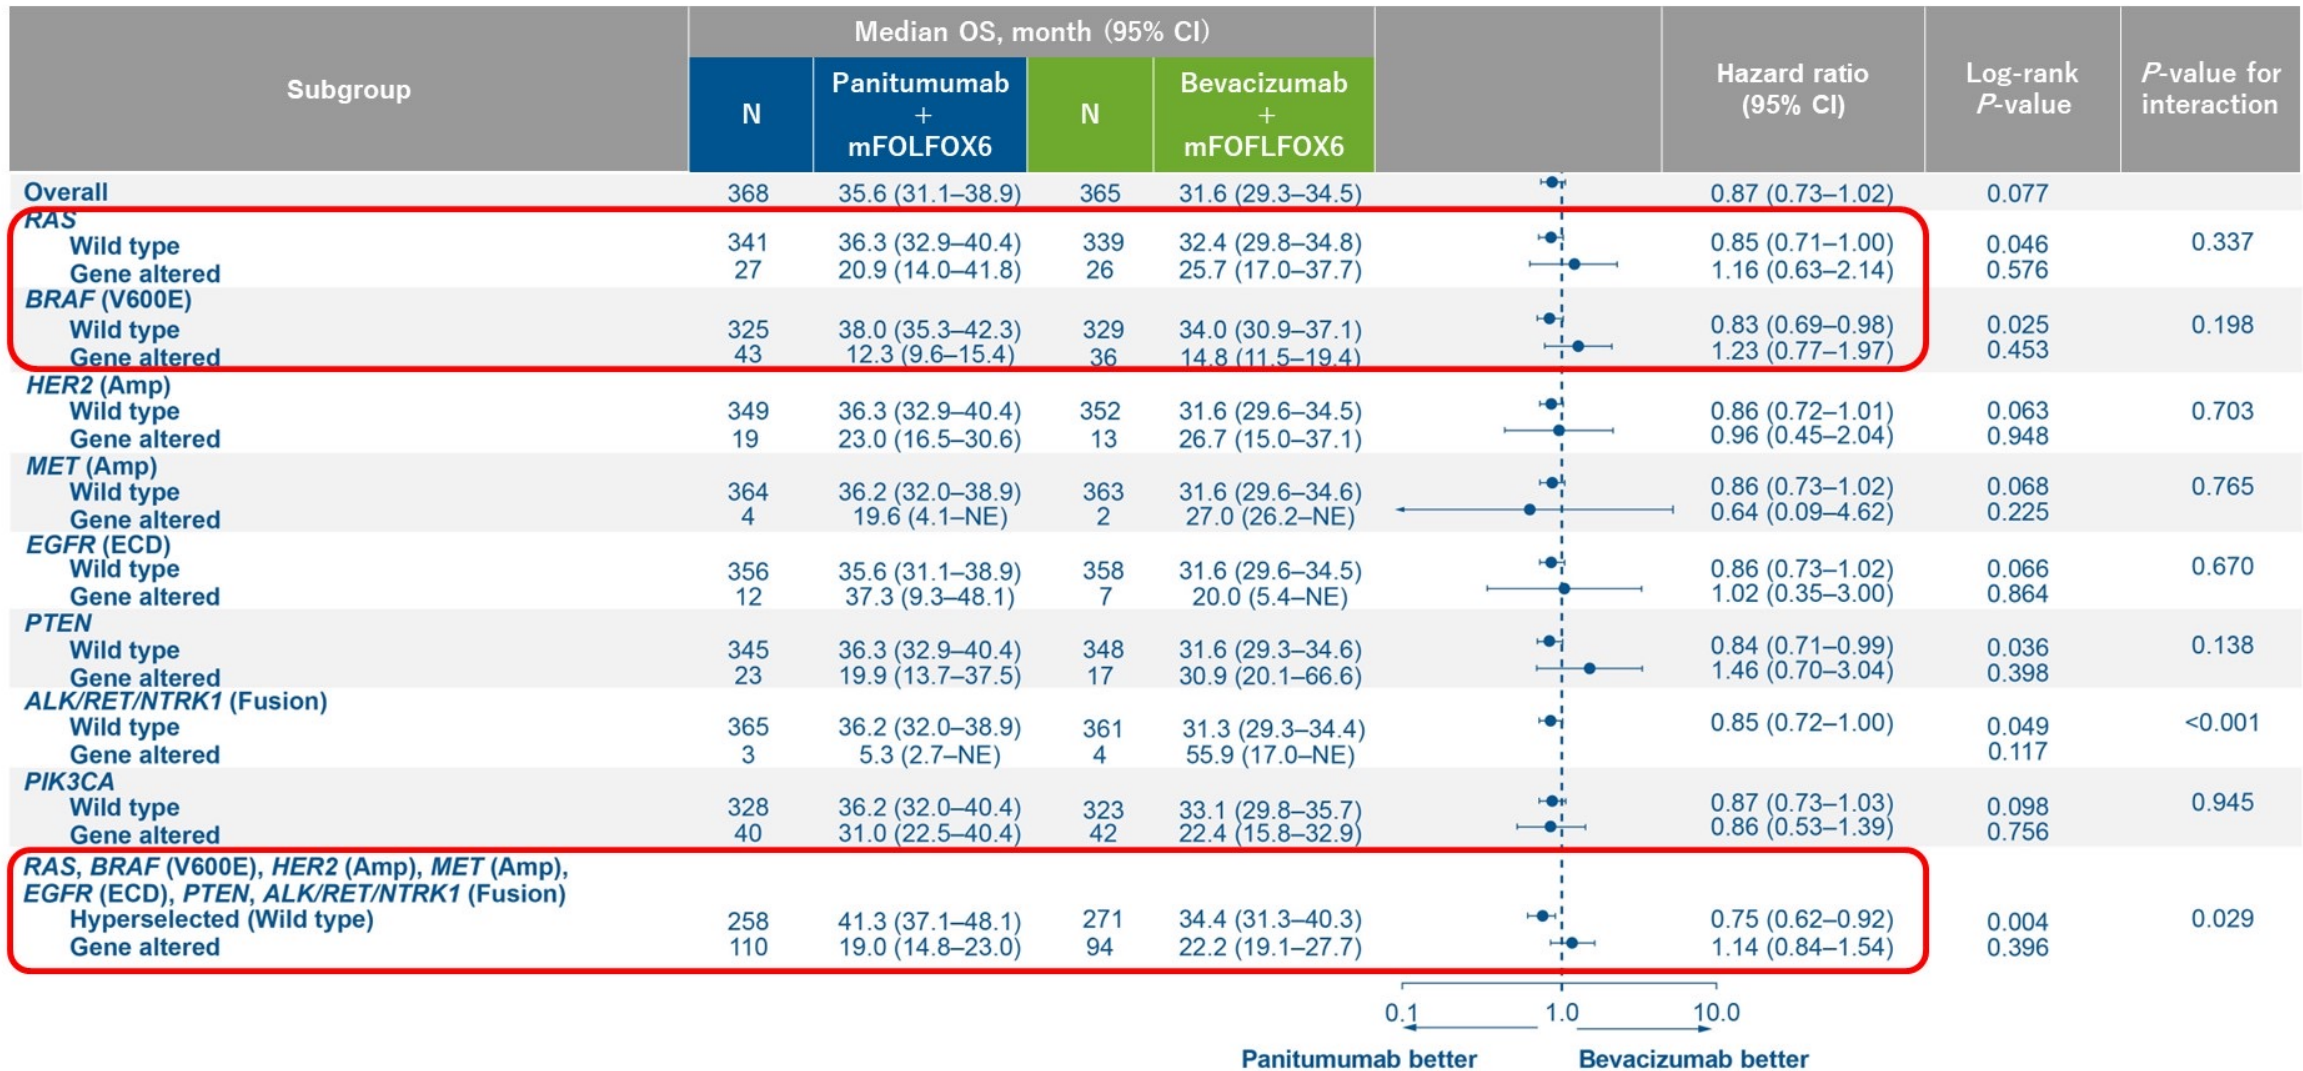 Subgroup
Median OS, month (95% CI)
N
Panitumumab
+
mFOLFOX6
N
Bevacizumab
+
mFOFLFOX6
Hazard ratio
(95% CI)
Log-rank
P-value
P-value for
interaction
Overall 368 35.6 (31.1–38.9) 365 31.6 (29.3–34.5) 0.87 (0.73–1.02) 0.077
RAS
Wild type 341 36.3 (32.9–40.4) 339 32.4 (29.8–34.8) 0.85 (0.71–1.00) 0.046 0.337
Gene altered 27 20.9 (14.0–41.8) 26 25.7 (17.0–37.7) 1.16 (0.63–2.14) 0.576
BRAF (V600E)
Wild type 325 38.0 (35.3–42.3) 329 34.0 (30.9–37.1) 0.83 (0.69–0.98) 0.025 0.198
Gene altered 43 12.3 (9.6–15.4) 36 14.8 (11.5–19.4) 1.23 (0.77–1.97) 0.453
HER2 (Amp)
Wild type 349 36.3 (32.9–40.4) 352 31.6 (29.6–34.5) 0.86 (0.72–1.01) 0.063 0.703
Gene altered 19 23.0 (16.5–30.6) 13 26.7 (15.0–37.1) 0.96 (0.45–2.04) 0.948
MET (Amp)
Wild type 364 36.2 (32.0–38.9) 363 31.6 (29.6–34.6) 0.86 (0.73–1.02) 0.068 0.765
Gene altered 4 19.6 (4.1–NE) 2 27.0 (26.2–NE) 0.64 (0.09–4.62) 0.225
EGFR (ECD)
Wild type 356 35.6 (31.1–38.9) 358 31.6 (29.6–34.5) 0.86 (0.73–1.02) 0.066 0.670
Gene altered 12 37.3 (9.3–48.1) 7 20.0 (5.4–NE) 1.02 (0.35–3.00) 0.864
PTEN
Wild type 345 36.3 (32.9–40.4) 348 31.6 (29.3–34.6) 0.84 (0.71–0.99) 0.036 0.138
Gene altered 23 19.9 (13.7–37.5) 17 30.9 (20.1–66.6) 1.46 (0.70–3.04) 0.398
ALK/RET/NTRK1 (Fusion)
Wild type 365 36.2 (32.0–38.9) 361 31.3 (29.3–34.4) 0.85 (0.72–1.00) 0.049 <0.001
Gene altered 3 5.3 (2.7–NE) 4 55.9 (17.0–NE) 0.117
PIK3CA
Wild type 328 36.2 (32.0–40.4) 323 33.1 (29.8–35.7) 0.87 (0.73–1.03) 0.098 0.945
Gene altered 40 31.0 (22.5–40.4) 42 22.4 (15.8–32.9) 0.86 (0.53–1.39) 0.756
RAS, BRAF (V600E), HER2 (Amp), MET (Amp),
EGFR (ECD), PTEN, ALK/RET/NTRK1 (Fusion)
Hyperselected (Wild type) 258 41.3 (37.1–48.1) 271 34.4 (31.3–40.3) 0.75 (0.62–0.92) 0.004 0.029
Gene altered 110 19.0 (14.8–23.0) 94 22.2 (19.1–27.7) 1.14 (0.84–1.54) 0.396
0.1 1.0 10.0
Panitumumab better Bevacizumab better